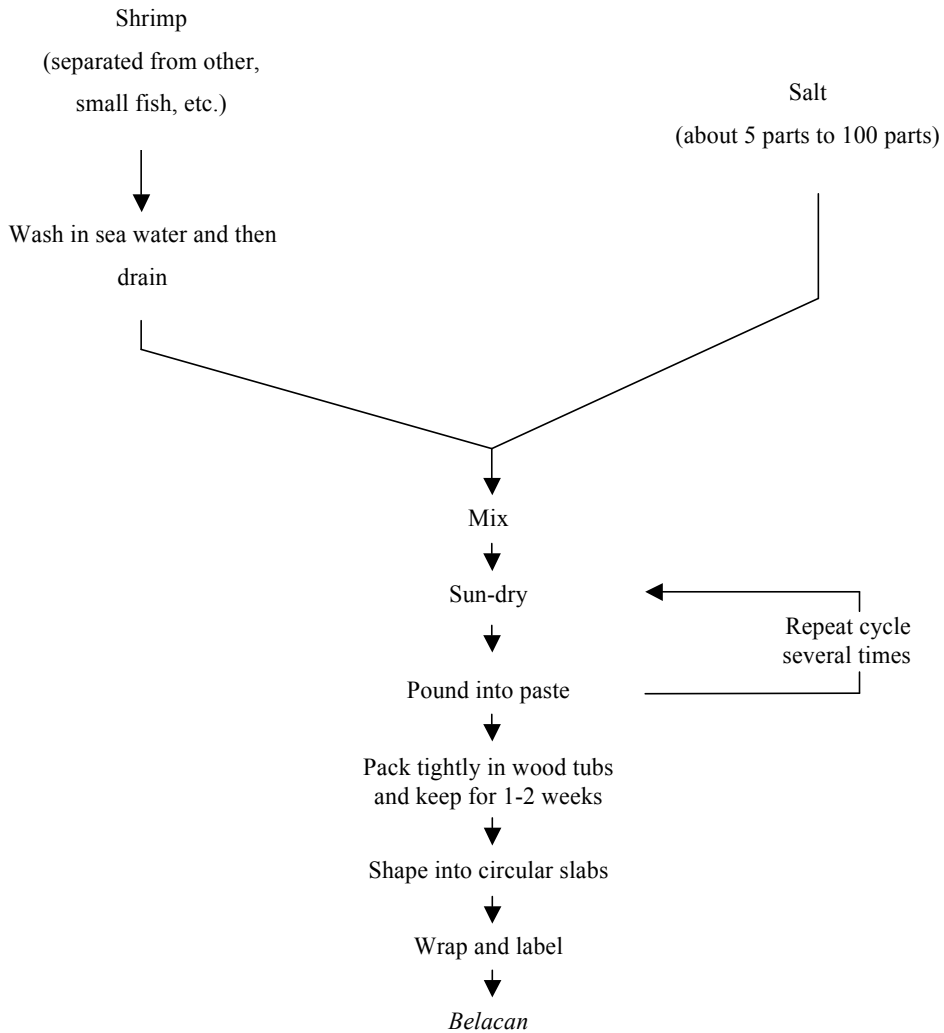 Shrimp
(separated from other,
small fish, etc.)
Salt
(about 5 parts to 100 parts)
Wash in sea water and then
drain
Mix
Sun-dry
Repeat cycle
several times
Pound into paste
Pack tightly in wood tubs
and keep for 1-2 weeks
Shape into circular slabs
Wrap and label
Belacan